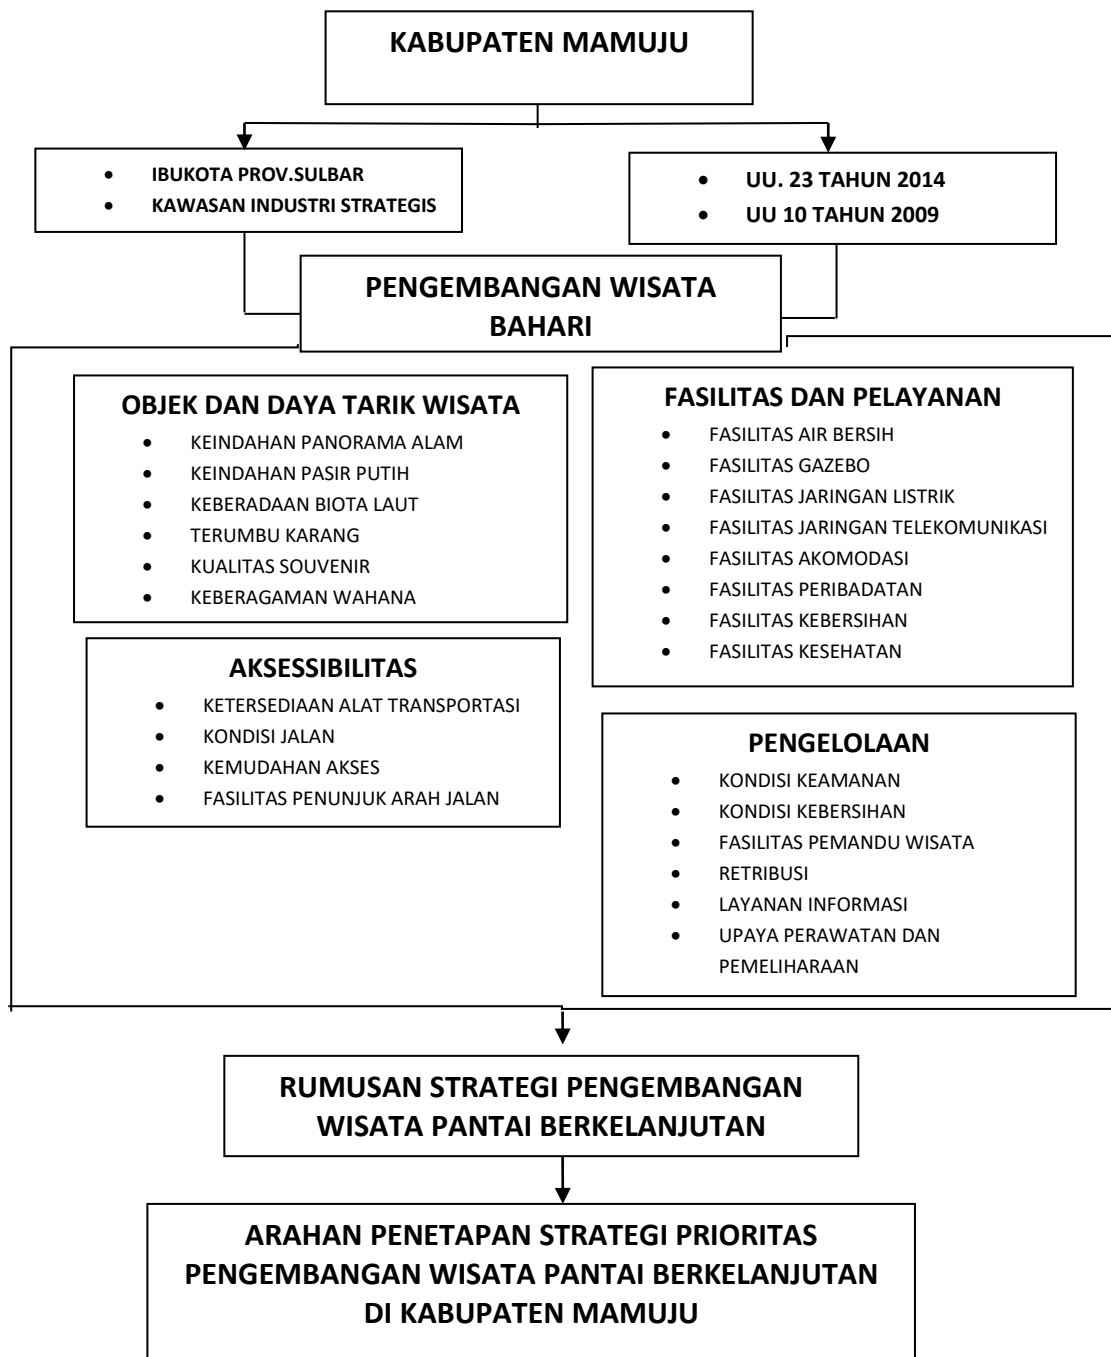 KABUPATEN MAMUJU
• IBUKOTA PROV.SULBAR
• KAWASAN INDUSTRI STRATEGIS
• UU. 23 TAHUN 2014
• UU 10 TAHUN 2009
PENGEMBANGAN WISATA
BAHARI
OBJEK DAN DAYA TARIK WISATA
• KEINDAHAN PANORAMA ALAM
• KEINDAHAN PASIR PUTIH
• KEBERADAAN BIOTA LAUT
• TERUMBU KARANG
• KUALITAS SOUVENIR
• KEBERAGAMAN WAHANA
FASILITAS DAN PELAYANAN
• FASILITAS AIR BERSIH
• FASILITAS GAZEBO
• FASILITAS JARINGAN LISTRIK
• FASILITAS JARINGAN TELEKOMUNIKASI
• FASILITAS AKOMODASI
• FASILITAS PERIBADATAN
• FASILITAS KEBERSIHAN
• FASILITAS KESEHATAN
AKSESSIBILITAS
• KETERSEDIAAN ALAT TRANSPORTASI
• KONDISI JALAN
• KEMUDAHAN AKSES
• FASILITAS PENUNJUK ARAH JALAN
PENGELOLAAN
• KONDISI KEAMANAN
• KONDISI KEBERSIHAN
• FASILITAS PEMANDU WISATA
• RETRIBUSI
• LAYANAN INFORMASI
• UPAYA PERAWATAN DAN
PEMELIHARAAN
RUMUSAN STRATEGI PENGEMBANGAN
WISATA PANTAI BERKELANJUTAN
ARAHAN PENETAPAN STRATEGI PRIORITAS
PENGEMBANGAN WISATA PANTAI BERKELANJUTAN
DI KABUPATEN MAMUJU